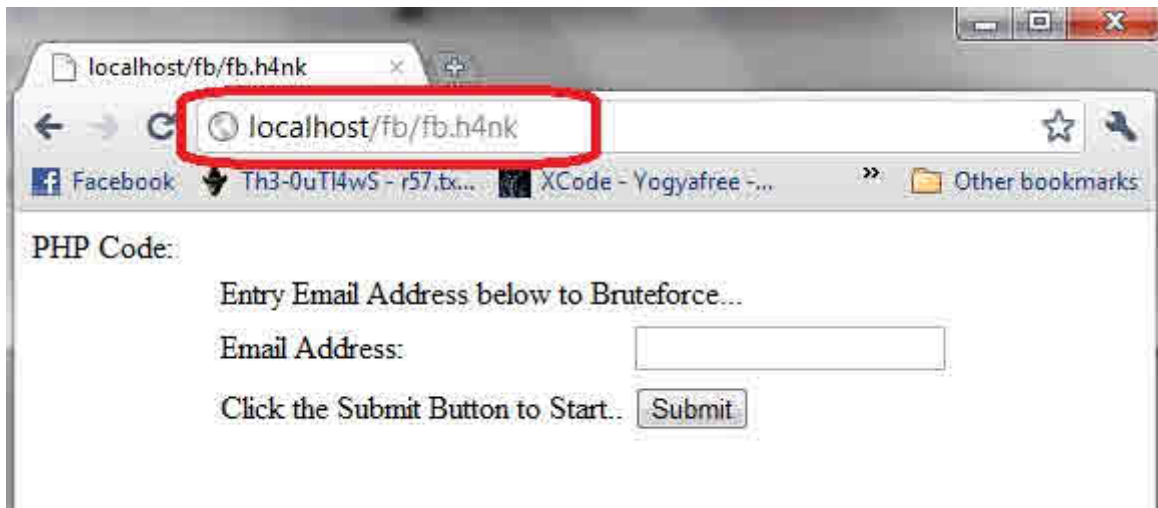 localhost/fb/fb.h4nk
localhost/fb/fb.h4nk
Facebook Th3-0uTl4wS - r57.tx... XCode - Yogyafree -... » Other bookmarks
PHP Code:
Entry Email Address below to Bruteforce...
Email Address:
Click the Submit Button to Start.. Submit